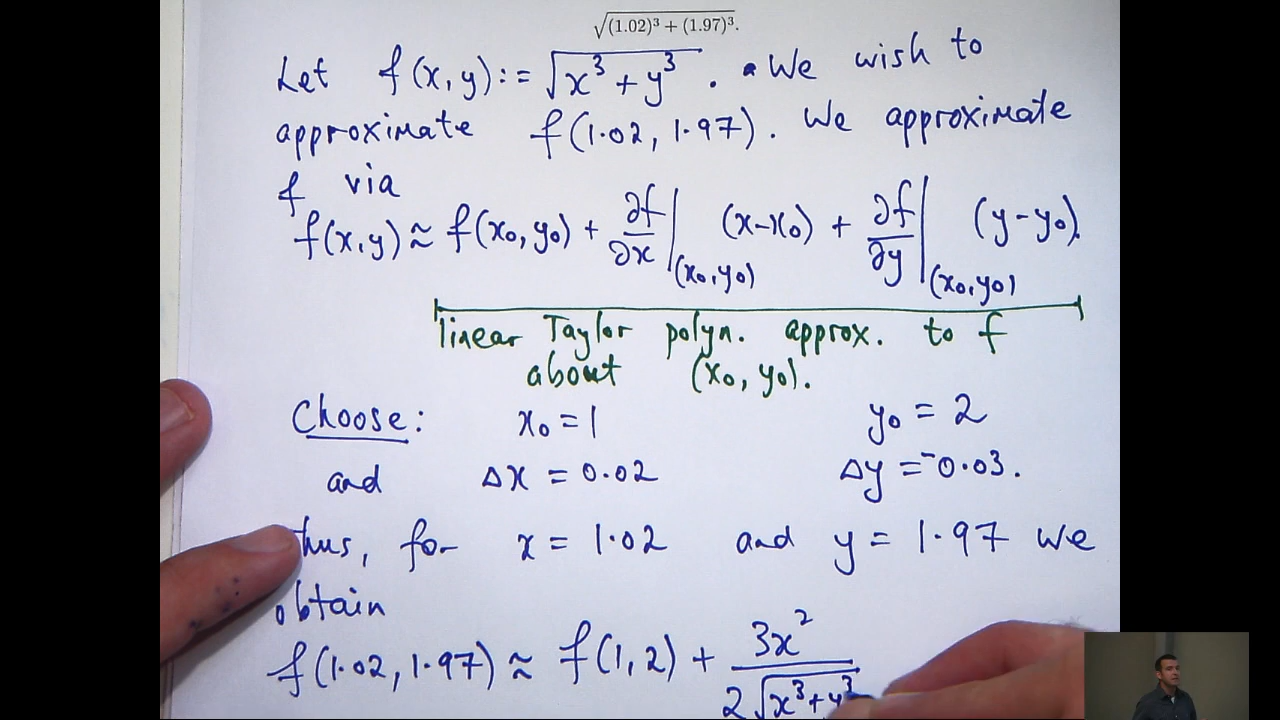 √((1.02)³ + (1.97)³).
Let f(x,y) := √(x³ + y³) . We wish to
approximate f(1.02, 1.97). We approximate
f via
f(x,y) ≈ f(x₀,y₀) + ∂f/∂x |(x₀,y₀) (x-x₀) + ∂f/∂y |(x₀,y₀) (y-y₀).
linear Taylor polyn. approx. to f
about (x₀, y₀).
Choose: x₀ = 1 y₀ = 2
and Δx = 0.02 Δy = -0.03.
thus, for x = 1.02 and y = 1.97 we
obtain
f(1.02, 1.97) ≈ f(1,2) + 3x² / 2√(x³+y³)